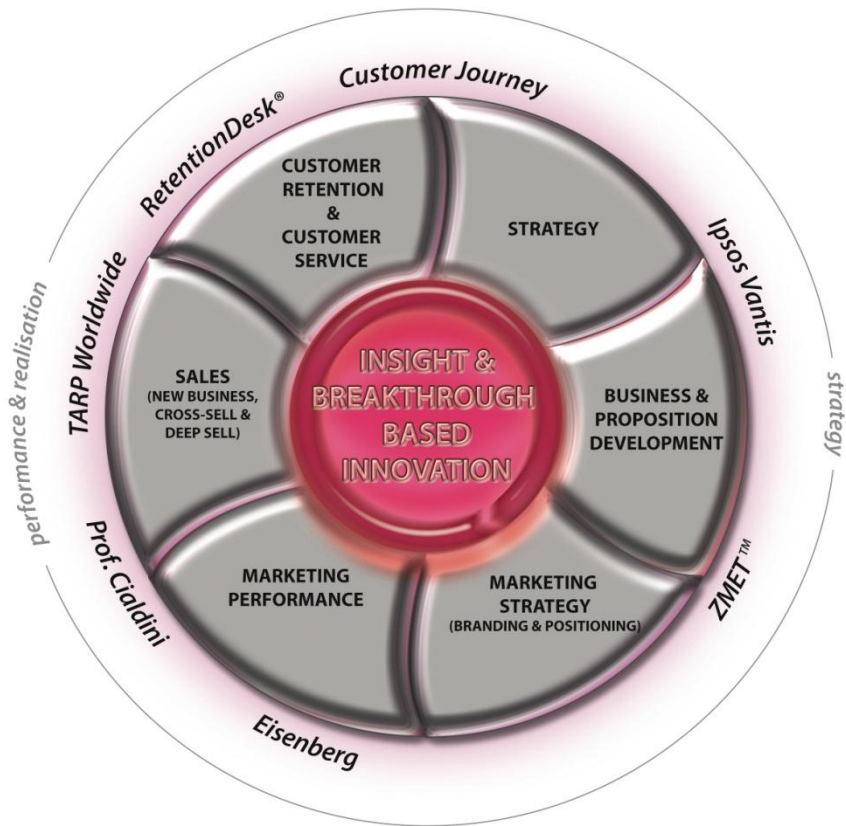 Customer Journey
RetentionDesk®
TARP Worldwide
Prof. Cialdini
Eisenberg
ZMET™
Ipsos Vantis
performance & realisation
strategy
CUSTOMER
RETENTION
&
CUSTOMER
SERVICE
STRATEGY
SALES
(NEW BUSINESS,
CROSS-SELL &
DEEP SELL)
INSIGHT &
BREAKTHROUGH
BASED
INNOVATION
BUSINESS &
PROPOSITION
DEVELOPMENT
MARKETING
PERFORMANCE
MARKETING
STRATEGY
(BRANDING & POSITIONING)